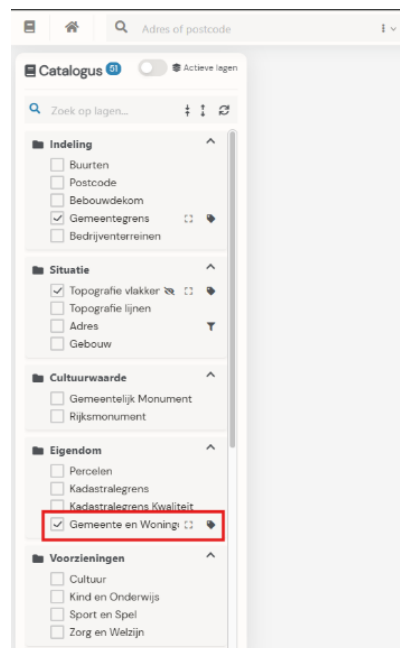 Adres of postcode
Catalogus 51 Actieve lagen
Zoek op lagen...
Indeling
Buurten
Postcode
Bebouwdekom
Gemeentegrens
Bedrijventerreinen
Situatie
Topografie vlakken
Topografie lijnen
Adres
Gebouw
Cultuurwaarde
Gemeentelijk Monument
Rijksmonument
Eigendom
Percelen
Kadastralegrens
Kadastralegrens Kwaliteit
Gemeente en Woning
Voorzieningen
Cultuur
Kind en Onderwijs
Sport en Spel
Zorg en Welzijn